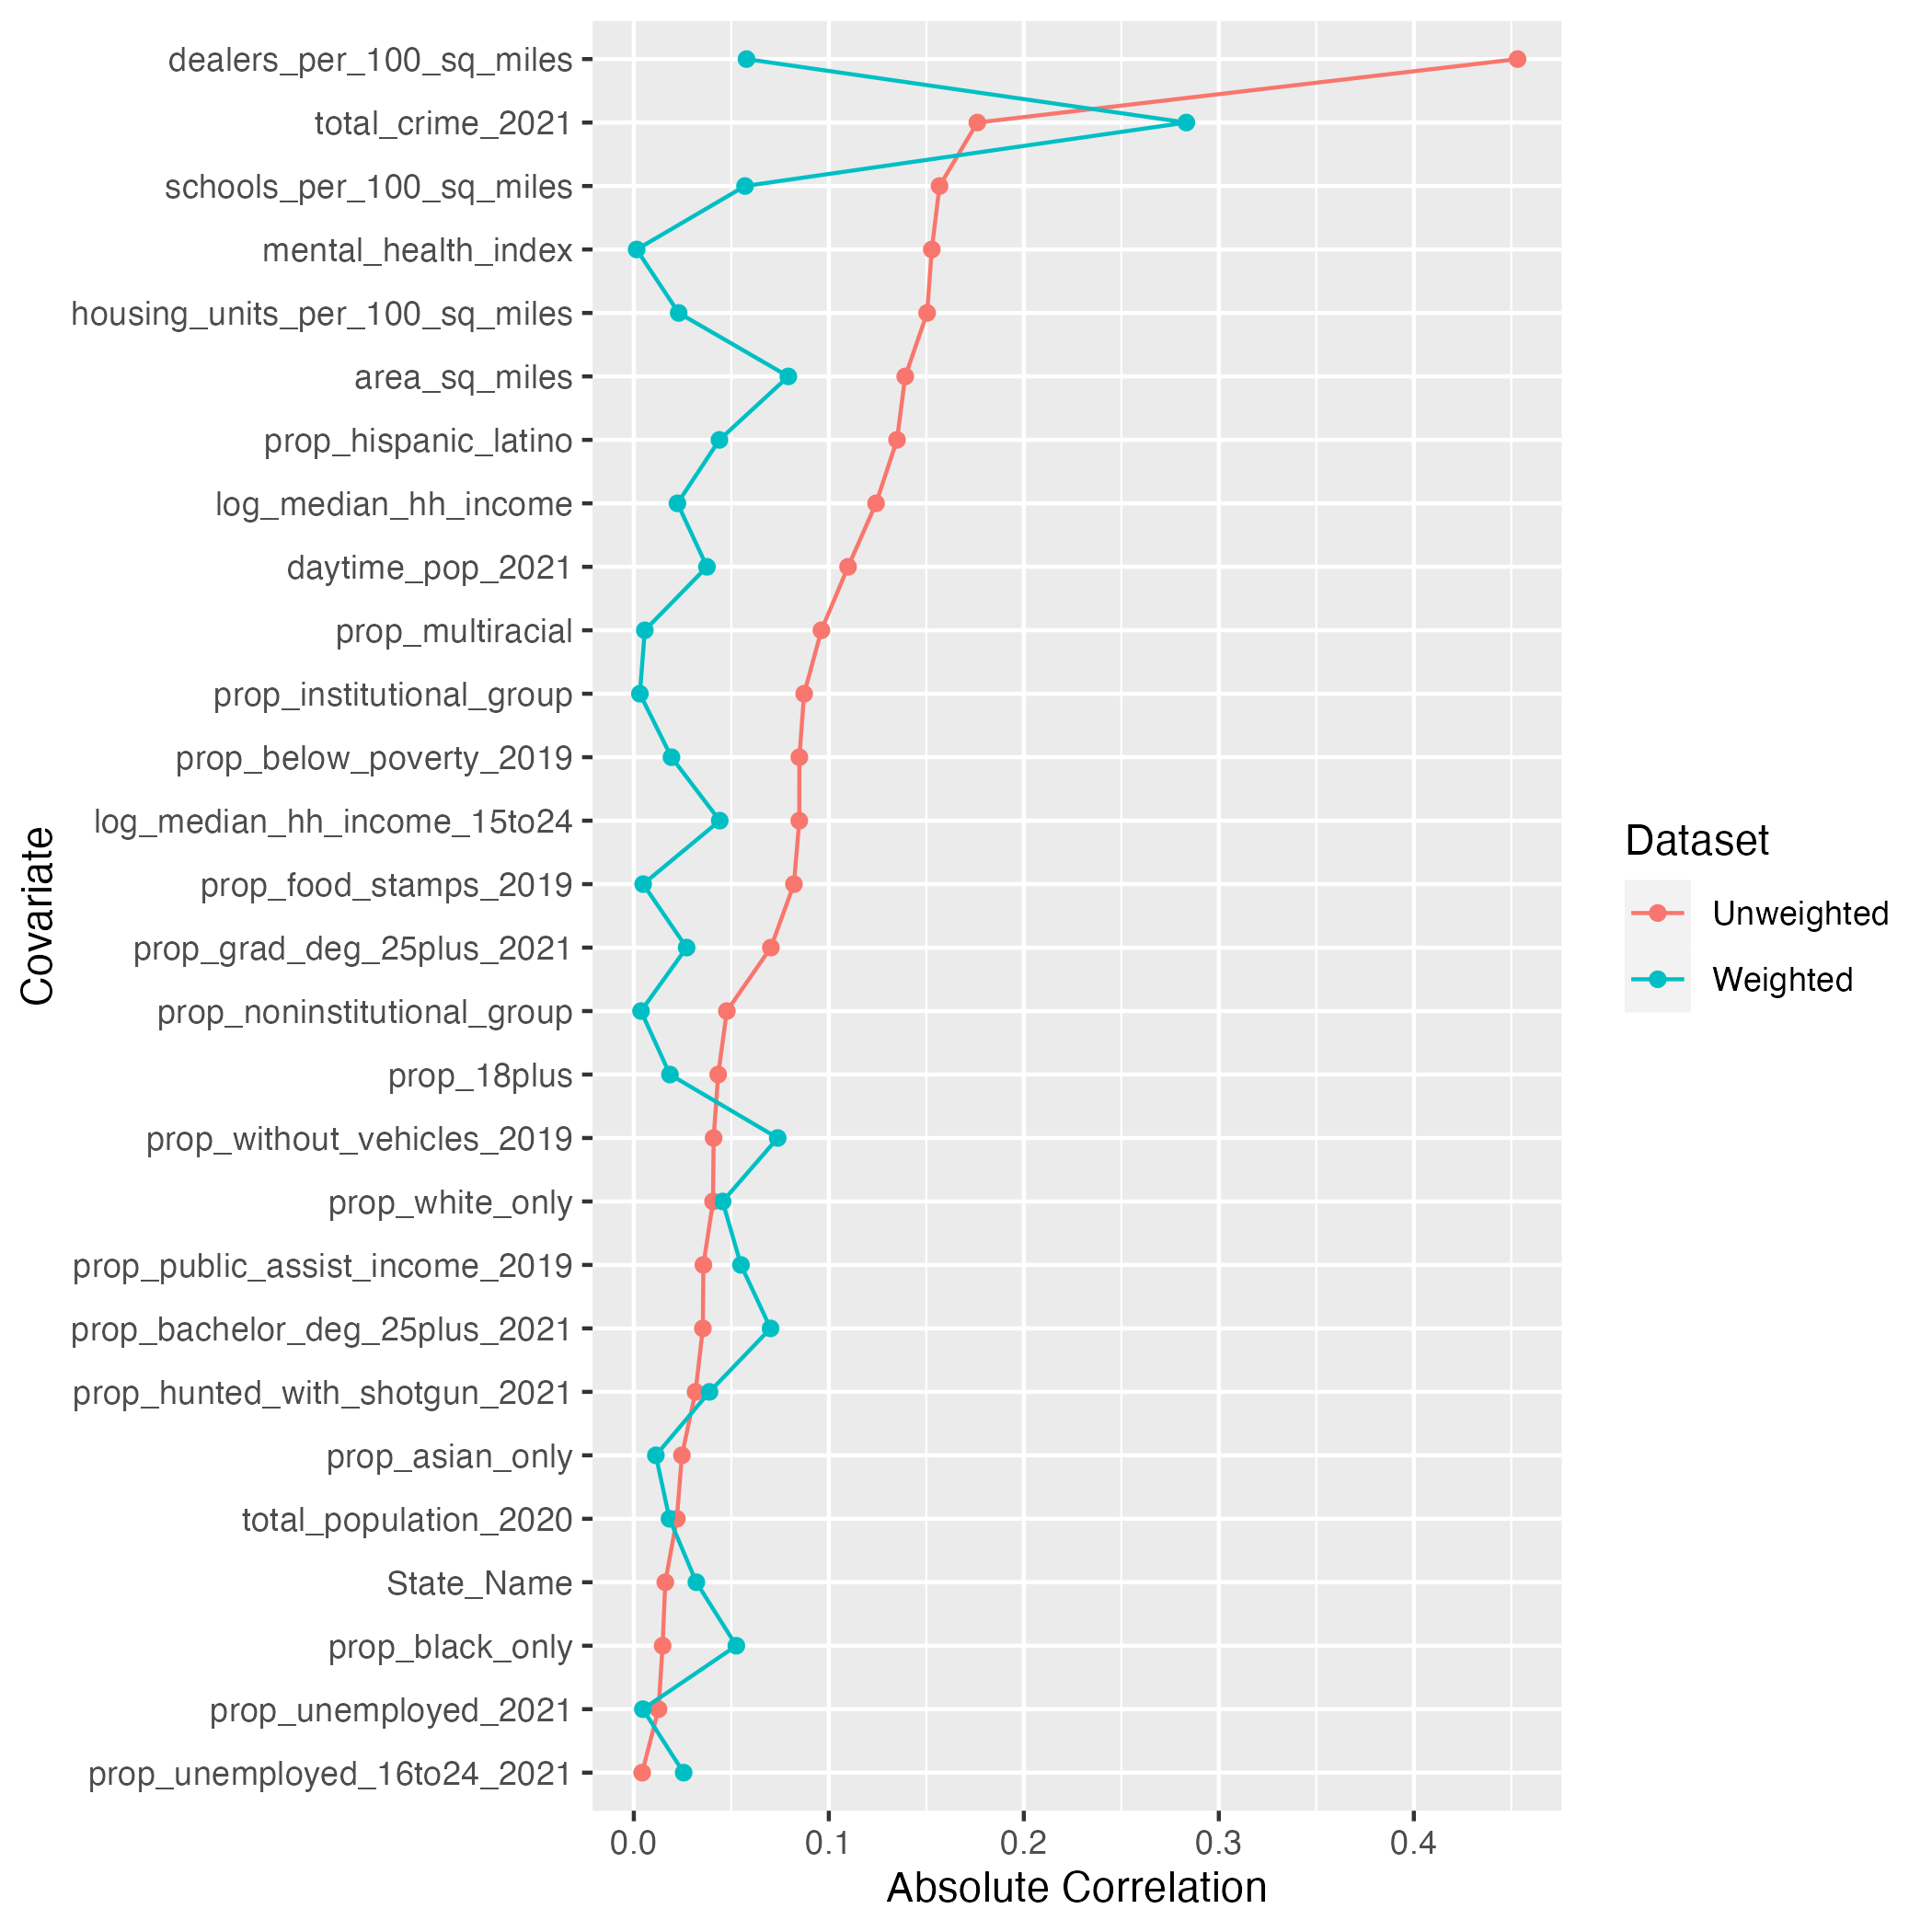 dealers_per_100_sq_miles
total_crime_2021
schools_per_100_sq_miles
mental_health_index
housing_units_per_100_sq_miles
area_sq_miles
prop_hispanic_latino
log_median_hh_income
daytime_pop_2021
prop_multiracial
prop_institutional_group
prop_below_poverty_2019
log_median_hh_income_15to24
prop_food_stamps_2019
prop_grad_deg_25plus_2021
prop_noninstitutional_group
prop_18plus
prop_without_vehicles_2019
prop_white_only
prop_public_assist_income_2019
prop_bachelor_deg_25plus_2021
prop_hunted_with_shotgun_2021
prop_asian_only
total_population_2020
State_Name
prop_black_only
prop_unemployed_2021
prop_unemployed_16to24_2021
Covariate
0.0 0.1 0.2 0.3 0.4
Absolute Correlation
Dataset
Unweighted
Weighted